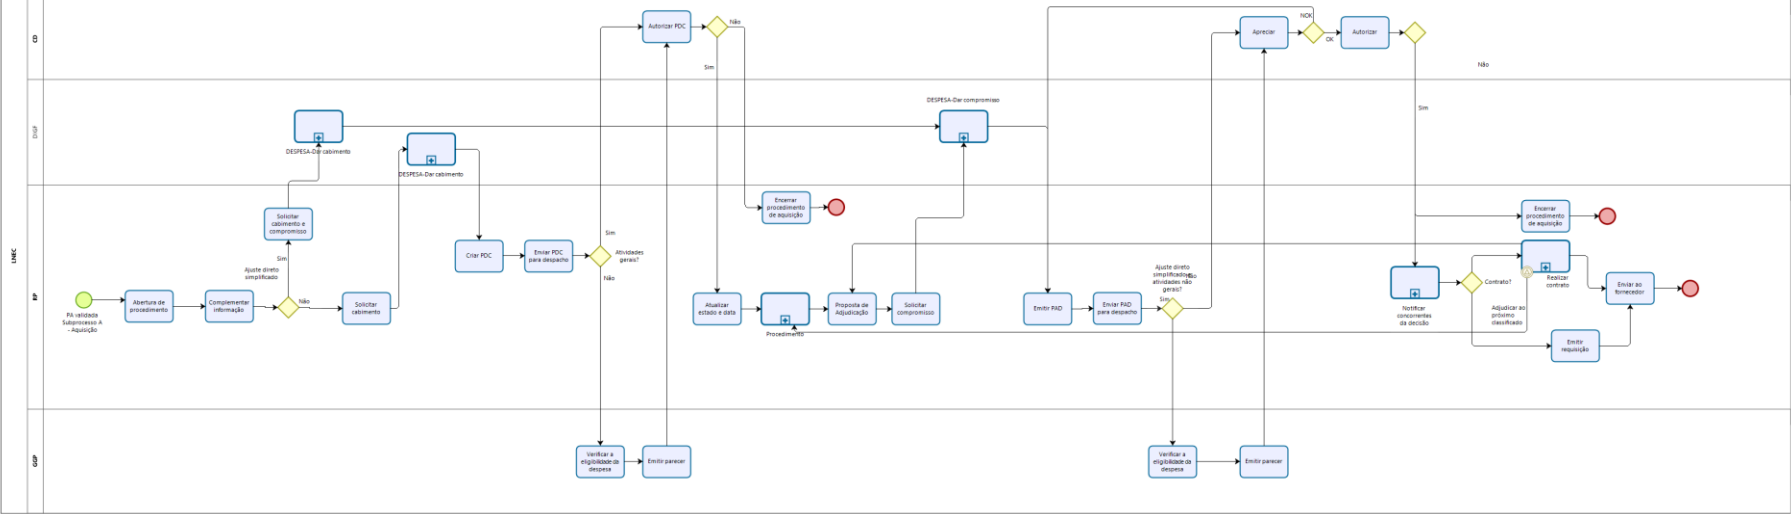 LNEC
CD
Autorizar PDC
Não
Sim
NOK
Apreciar
OK
Autorizar
Não
Sim
DESPESA-Dar cabimento
DESPESA-Dar cabimento
DESPESA-Dar compromisso
Encerrar
procedimento
de aquisição
Solicitar
cabimento e
compromisso
Sim
Ajuste direto
simplificado
Não
PA validada
Subprocesso A
- Aquisição
Abertura de
procedimento
Complementar
informação
Solicitar
cabimento
Criar PDC
Enviar PDC
para despacho
Sim
Atividades
gerais?
Não
Atualizar
estado e data
Procedimento
Proposta de
Adjudicação
Solicitar
compromisso
Emitir PAD
Enviar PAD
para despacho
Ajuste direto
simplificado e
atividades não
gerais?
Não
Sim
Encerrar
procedimento
de aquisição
Notificar
concorrentes
da decisão
Contrato?
Realizar
contrato
Adjudicar ao
próximo
classificado
Enviar ao
fornecedor
Emitir
requisição
GGP
Verificar a
eligibilidade da
despesa
Emitir parecer
Verificar a
eligibilidade da
despesa
Emitir parecer